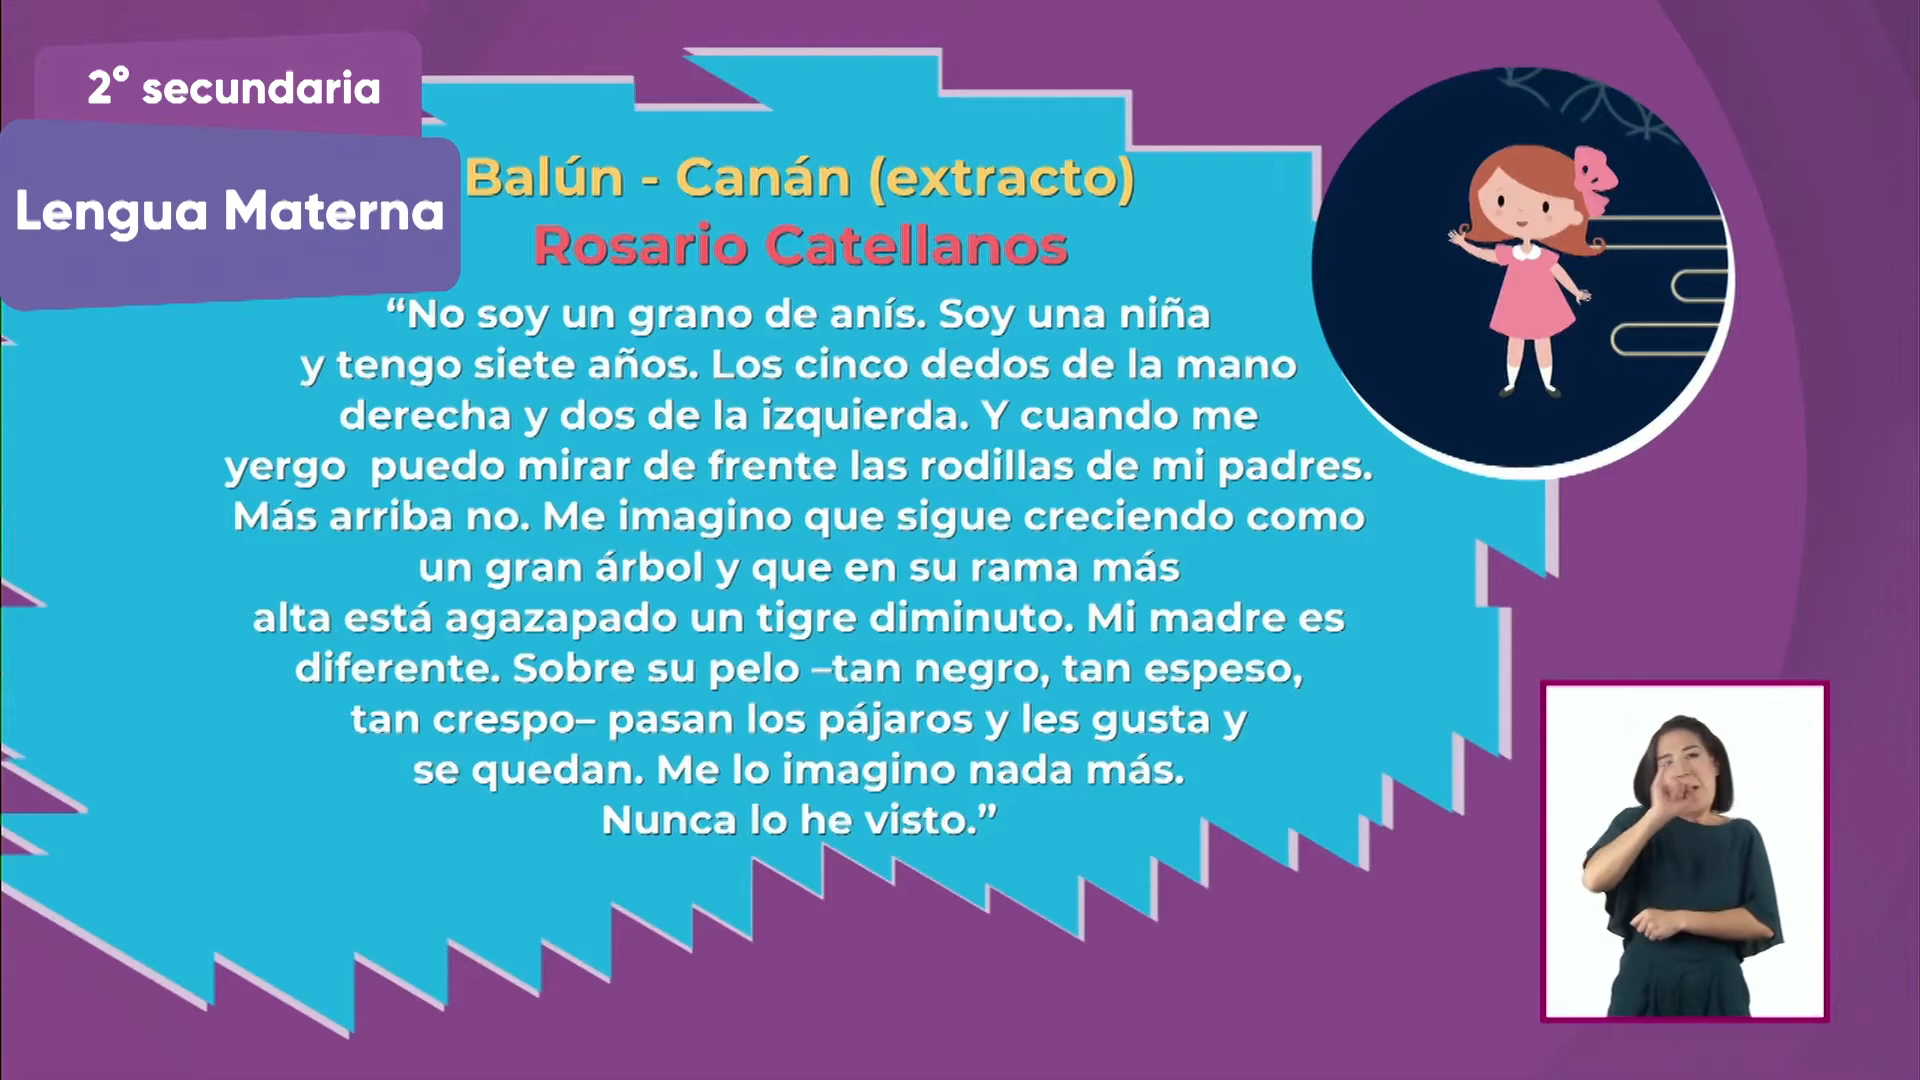 2° secundaria
Lengua Materna
Balún - Canán (extracto)
Rosario Catellanos
“No soy un grano de anís. Soy una niña
y tengo siete años. Los cinco dedos de la mano
derecha y dos de la izquierda. Y cuando me
yergo  puedo mirar de frente las rodillas de mi padres.
Más arriba no. Me imagino que sigue creciendo como
un gran árbol y que en su rama más
alta está agazapado un tigre diminuto. Mi madre es
diferente. Sobre su pelo –tan negro, tan espeso,
tan crespo– pasan los pájaros y les gusta y
se quedan. Me lo imagino nada más.
Nunca lo he visto.”